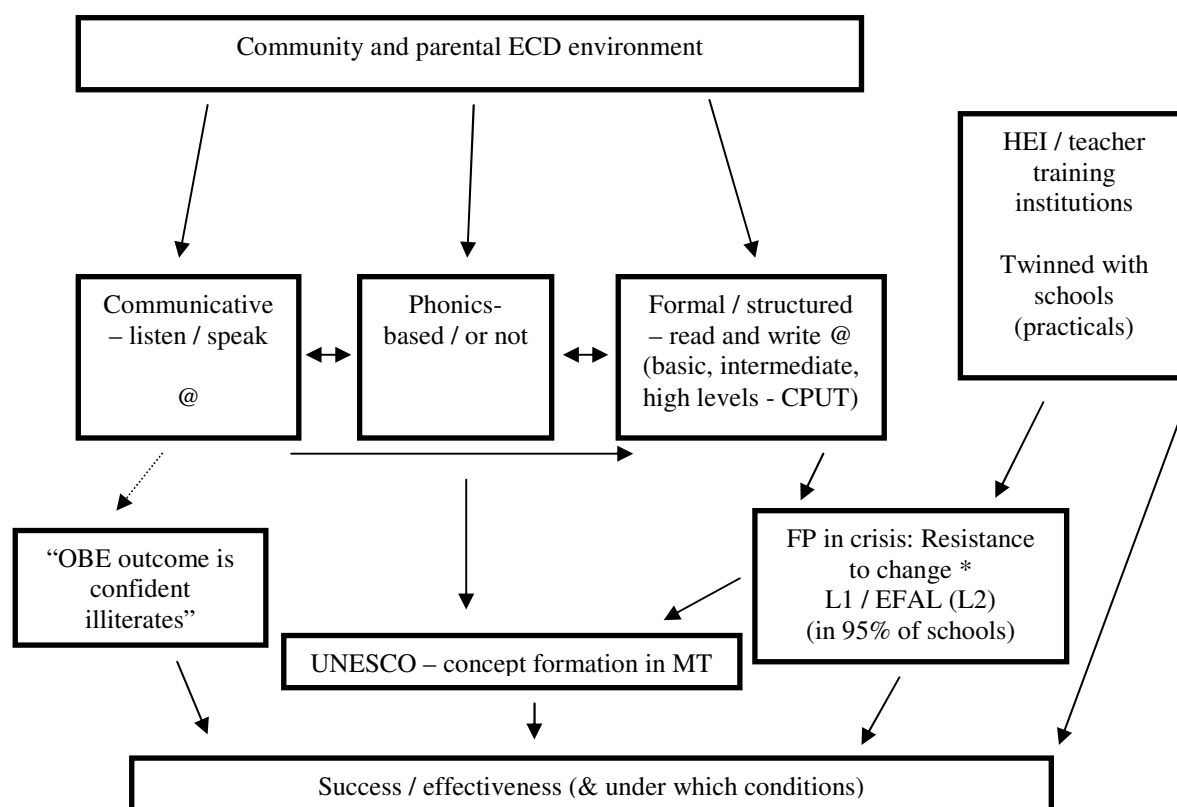 Community and parental ECD environment
HEI / teacher
training
institutions
Twinned with
schools
(practicals)
Communicative
– listen / speak
@
Phonics-
based / or not
Formal / structured
– read and write @
(basic, intermediate,
high levels - CPUT)
“OBE outcome is
confident
illiterates”
FP in crisis: Resistance
to change *
L1 / EFAL (L2)
(in 95% of schools)
UNESCO – concept formation in MT
Success / effectiveness (& under which conditions)